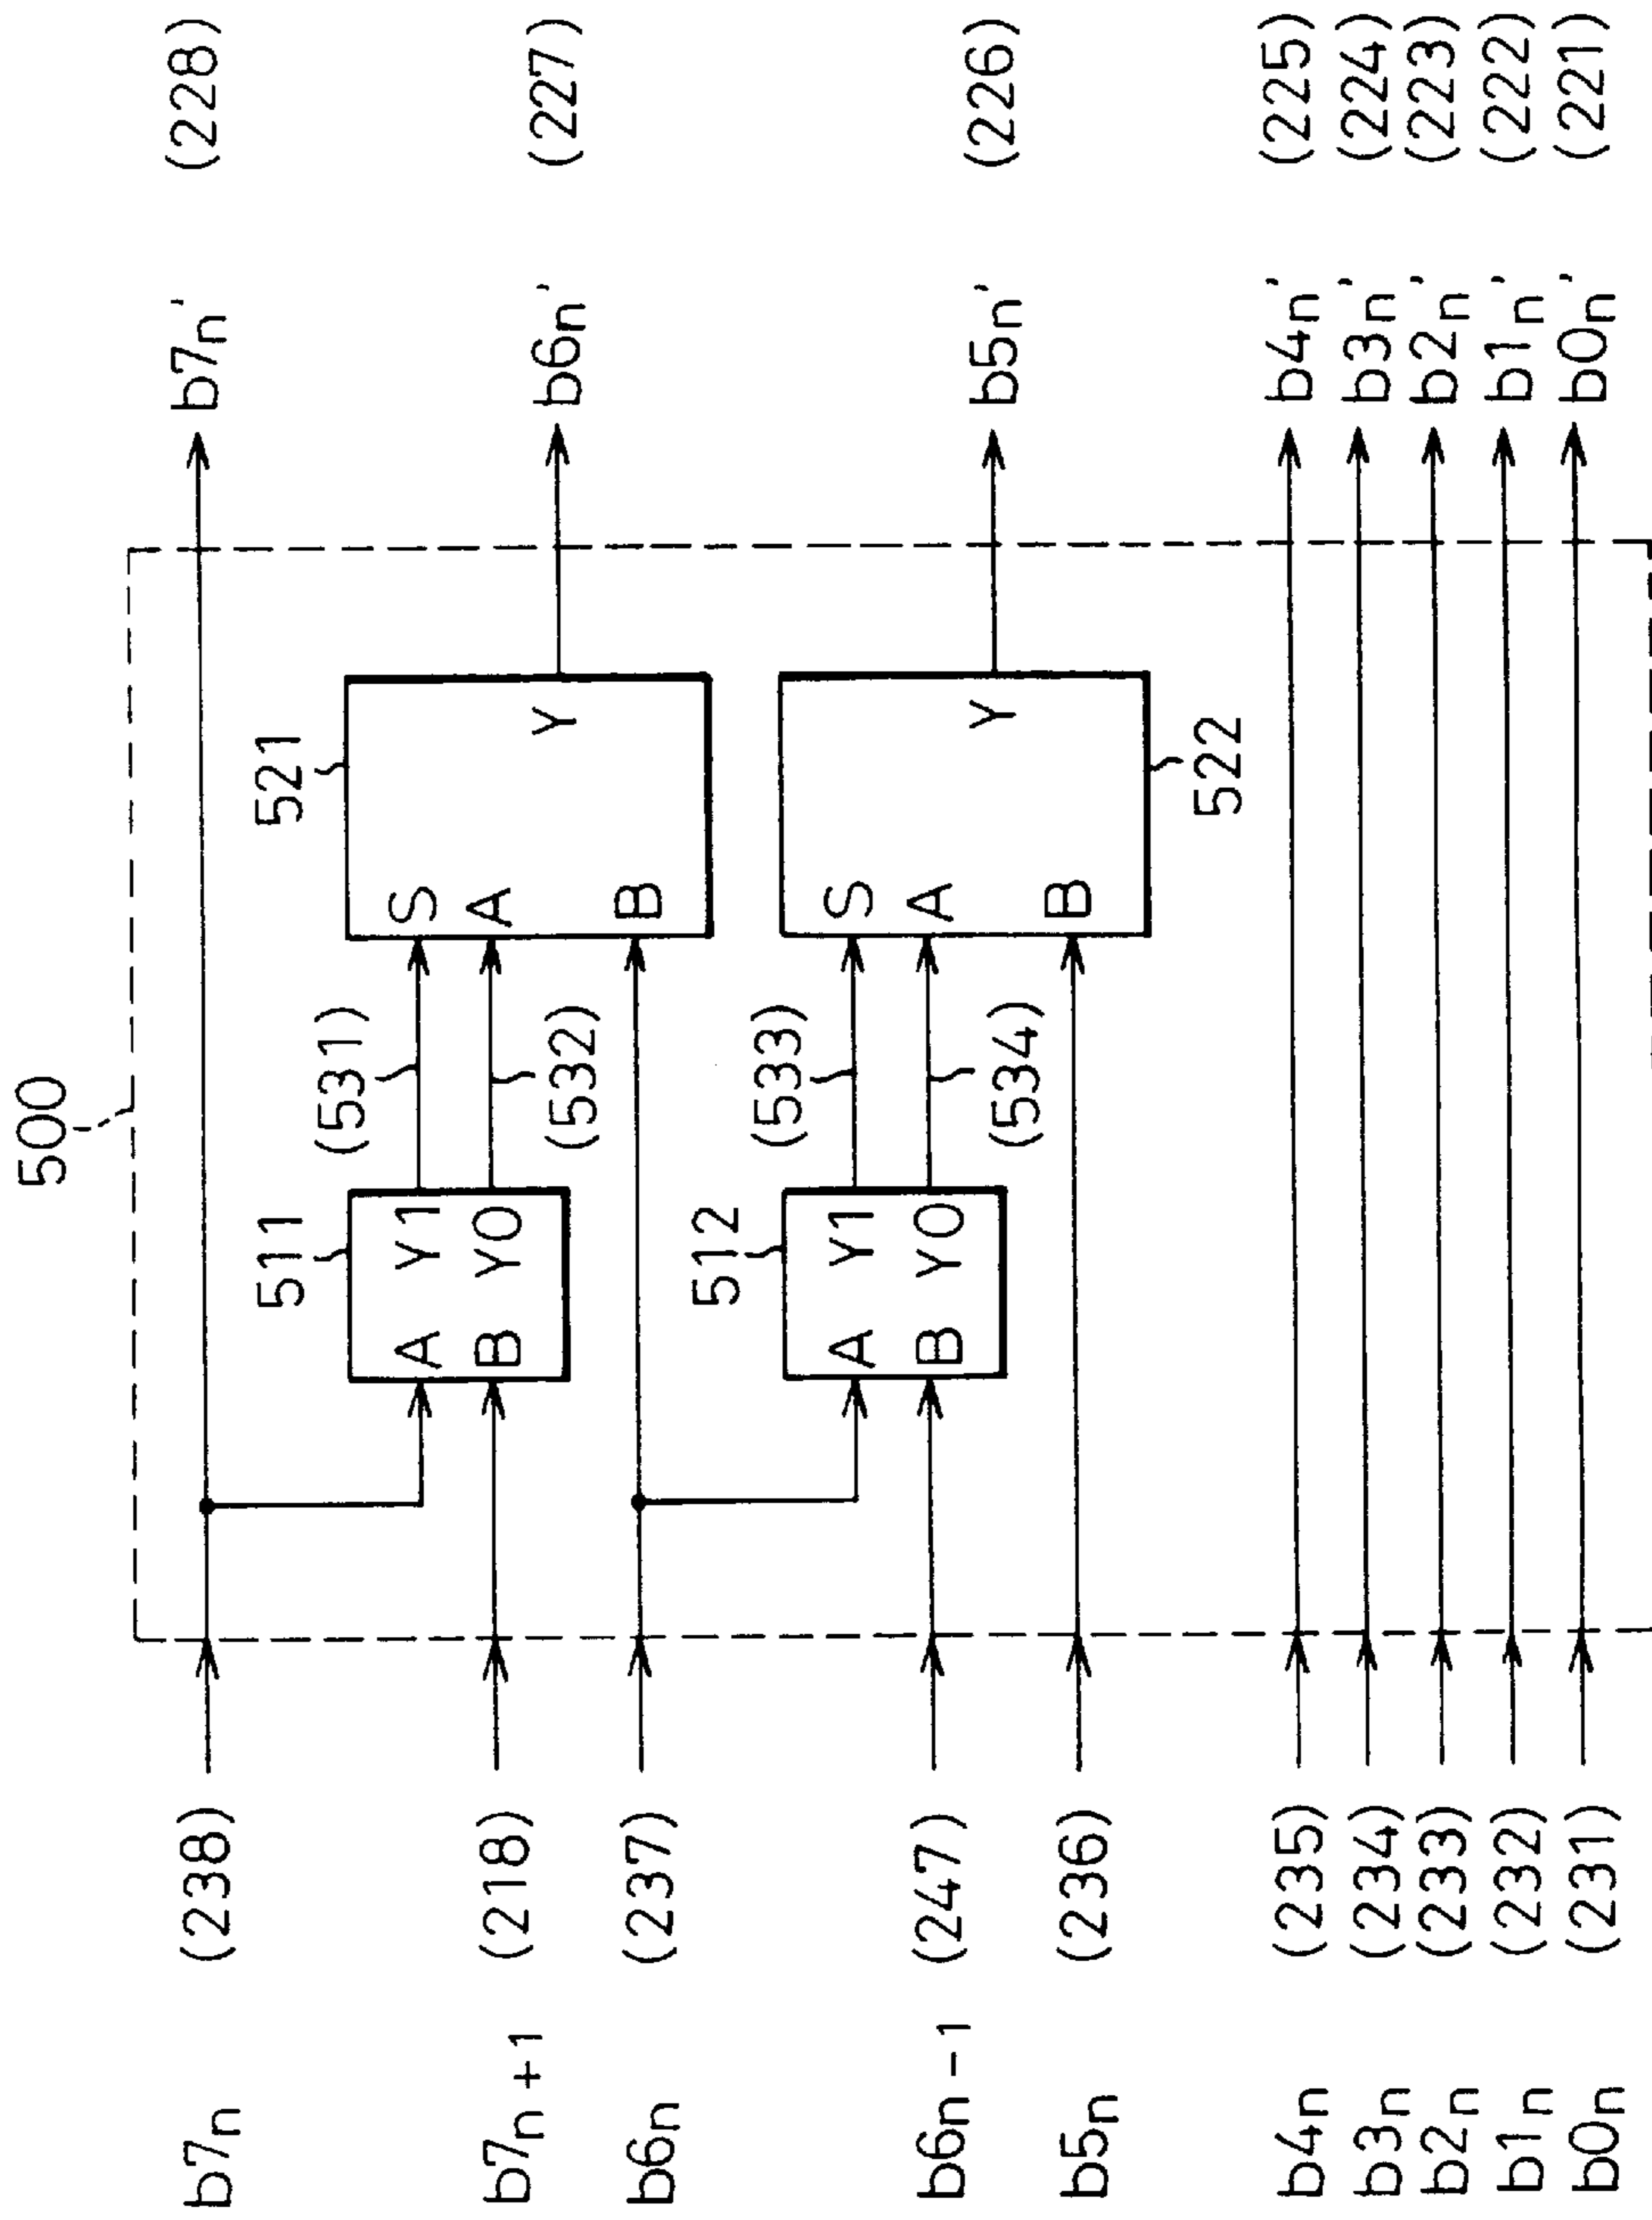 500
b7n (238) b7n' (228)
511 521
A Y1 (531) S
b7n+1 (218) B Y0 (532) A Y b6n' (227)
b6n (237) B
512
A Y1 (533) S
b6n-1 (247) B Y0 (534) A Y b5n' (226)
b5n (236) B
522
b4n (235) b4n' (225)
b3n (234) b3n' (224)
b2n (233) b2n' (223)
b1n (232) b1n' (222)
b0n (231) b0n' (221)